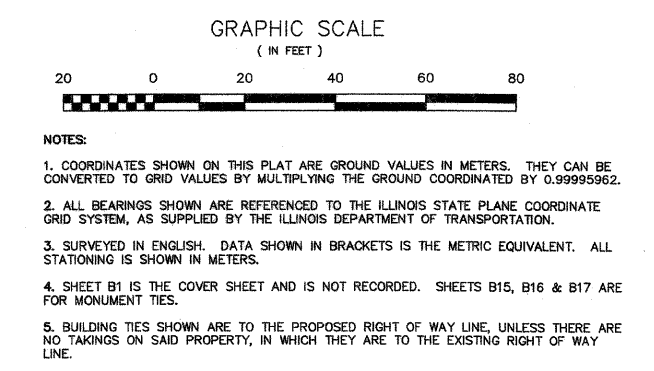 GRAPHIC SCALE
( IN FEET )
20 0 20 40 60 80
NOTES:
1. COORDINATES SHOWN ON THIS PLAT ARE GROUND VALUES IN METERS. THEY CAN BE
CONVERTED TO GRID VALUES BY MULTIPLYING THE GROUND COORDINATED BY 0.99995962.
2. ALL BEARINGS SHOWN ARE REFERENCED TO THE ILLINOIS STATE PLANE COORDINATE
GRID SYSTEM, AS SUPPLIED BY THE ILLINOIS DEPARTMENT OF TRANSPORTATION.
3. SURVEYED IN ENGLISH. DATA SHOWN IN BRACKETS IS THE METRIC EQUIVALENT. ALL
STATIONING IS SHOWN IN METERS.
4. SHEET B1 IS THE COVER SHEET AND IS NOT RECORDED. SHEETS B15, B16 & B17 ARE
FOR MONUMENT TIES.
5. BUILDING TIES SHOWN ARE TO THE PROPOSED RIGHT OF WAY LINE, UNLESS THERE ARE
NO TAKINGS ON SAID PROPERTY, IN WHICH THEY ARE TO THE EXISTING RIGHT OF WAY
LINE.